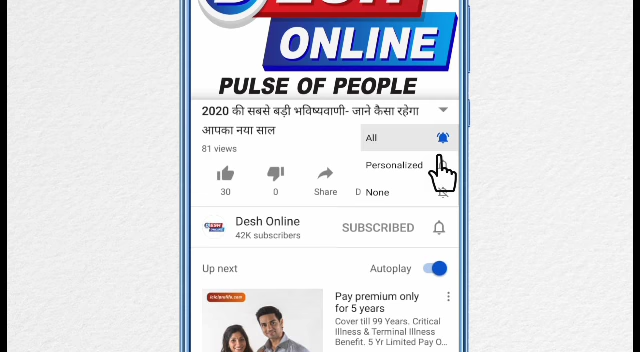 DESH
ONLINE
PULSE OF PEOPLE
2020 की सबसे बड़ी भविष्यवाणी- जाने कैसा रहेगा
आपका नया साल
81 views
All
Personalized
None
30
0
Share
D
Desh Online
42K subscribers
SUBSCRIBED
Up next
Autoplay
Pay premium only
for 5 years
Cover till 99 Years. Critical
Illness & Terminal Illness
Benefit. 5 Yr Limited Pay O...